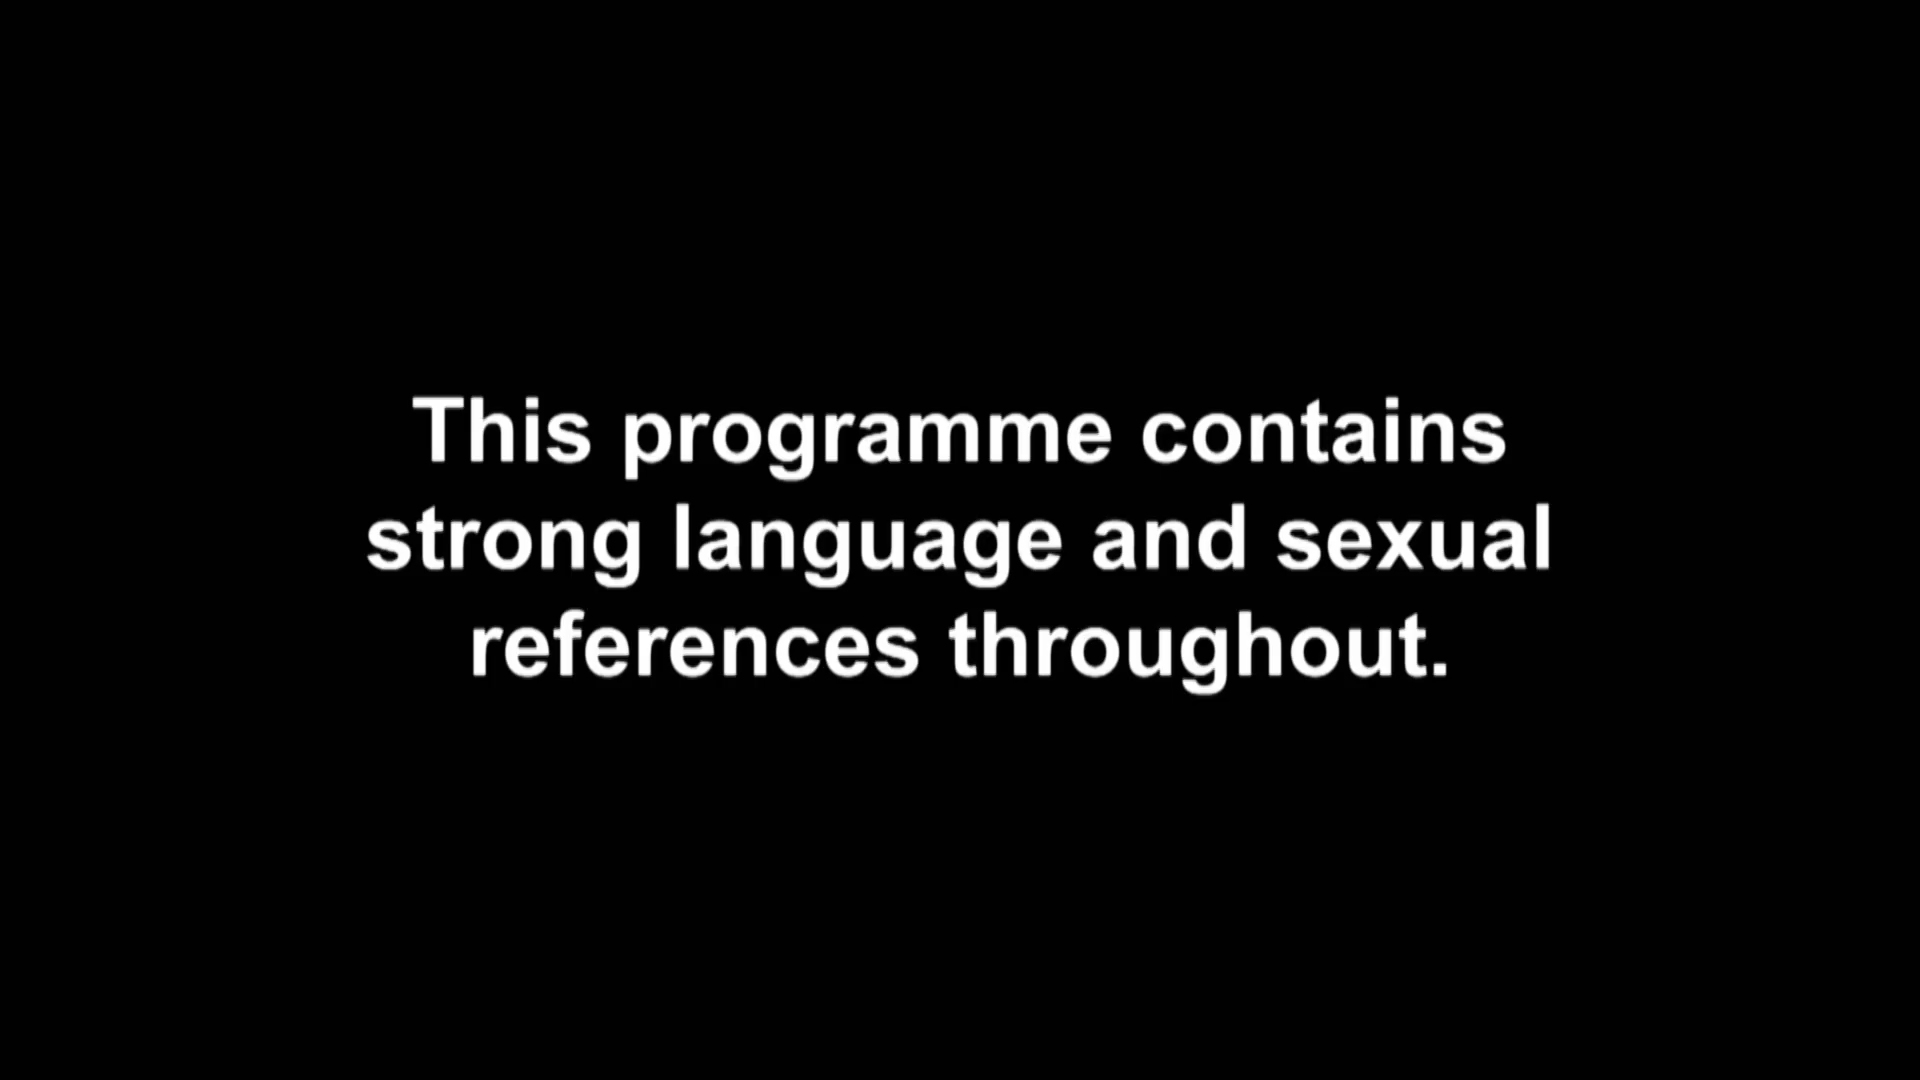 This programme contains
strong language and sexual
references throughout.